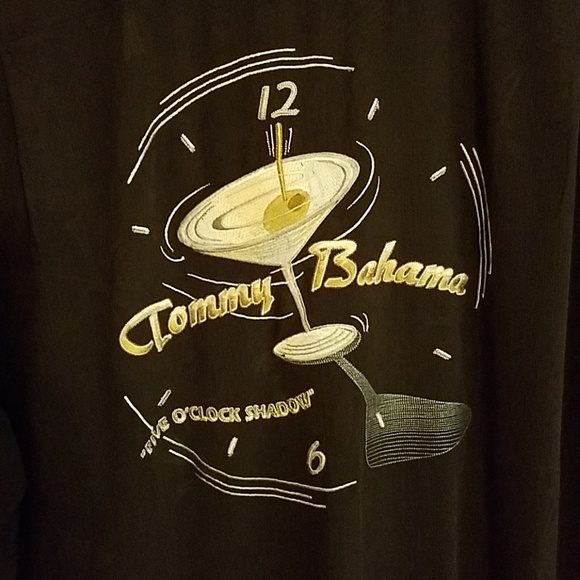 12
Tommy Bahama
"FIVE O'CLOCK SHADOW"
6